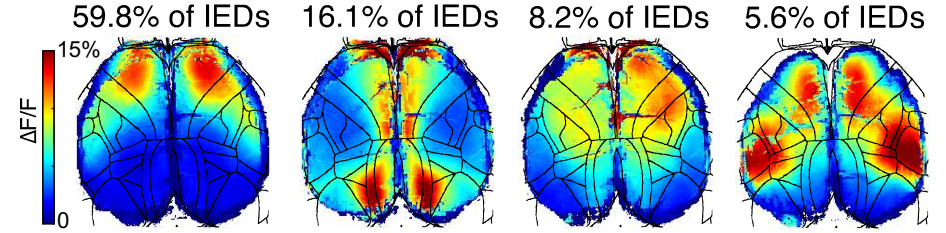 59.8% of IEDs 16.1% of IEDs 8.2% of IEDs 5.6% of IEDs
15%
ΔF/F
0